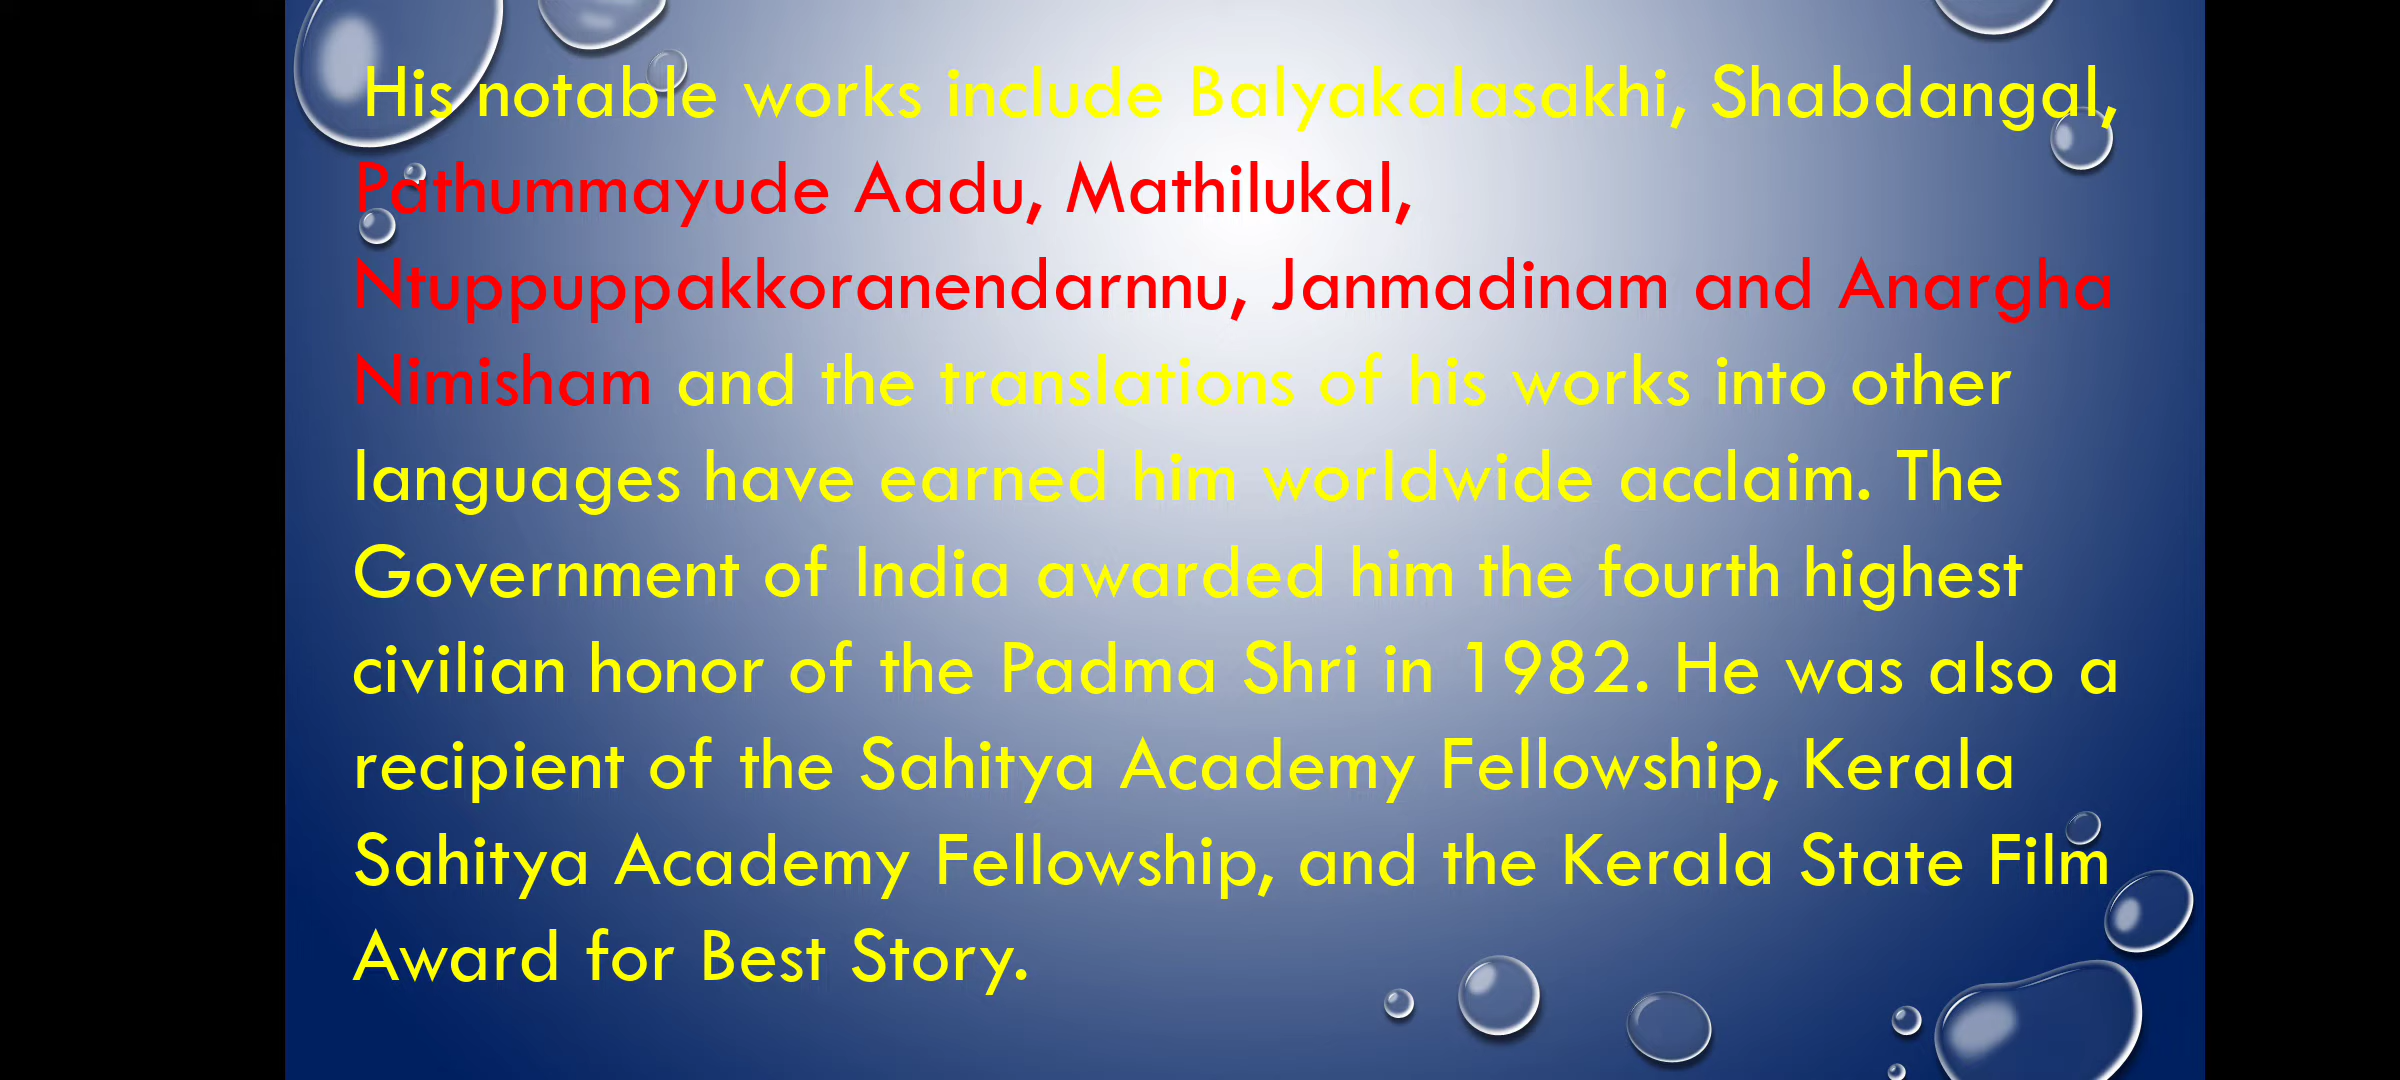 His notable works include Balyakalasakhi, Shabdangal,
Pathummayude Aadu, Mathilukal,
Ntuppuppakkoranendarnnu, Janmadinam and Anargha
Nimisham and the translations of his works into other
languages have earned him worldwide acclaim. The
Government of India awarded him the fourth highest
civilian honor of the Padma Shri in 1982. He was also a
recipient of the Sahitya Academy Fellowship, Kerala
Sahitya Academy Fellowship, and the Kerala State Film
Award for Best Story.